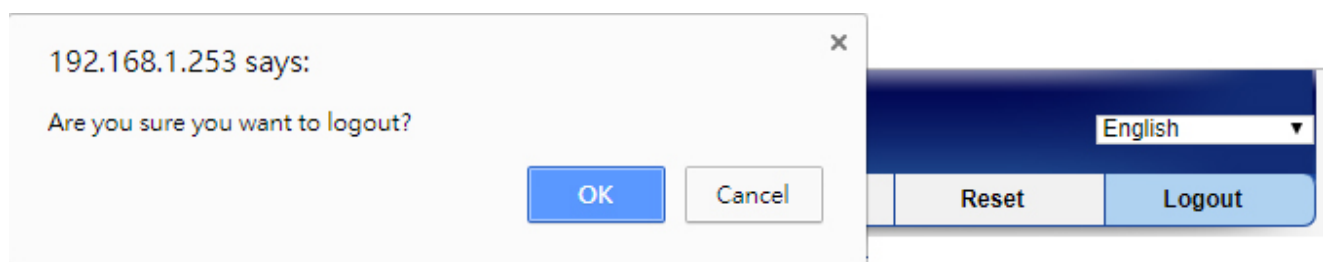 192.168.1.253 says:
Are you sure you want to logout?
OK Cancel
English
Reset Logout